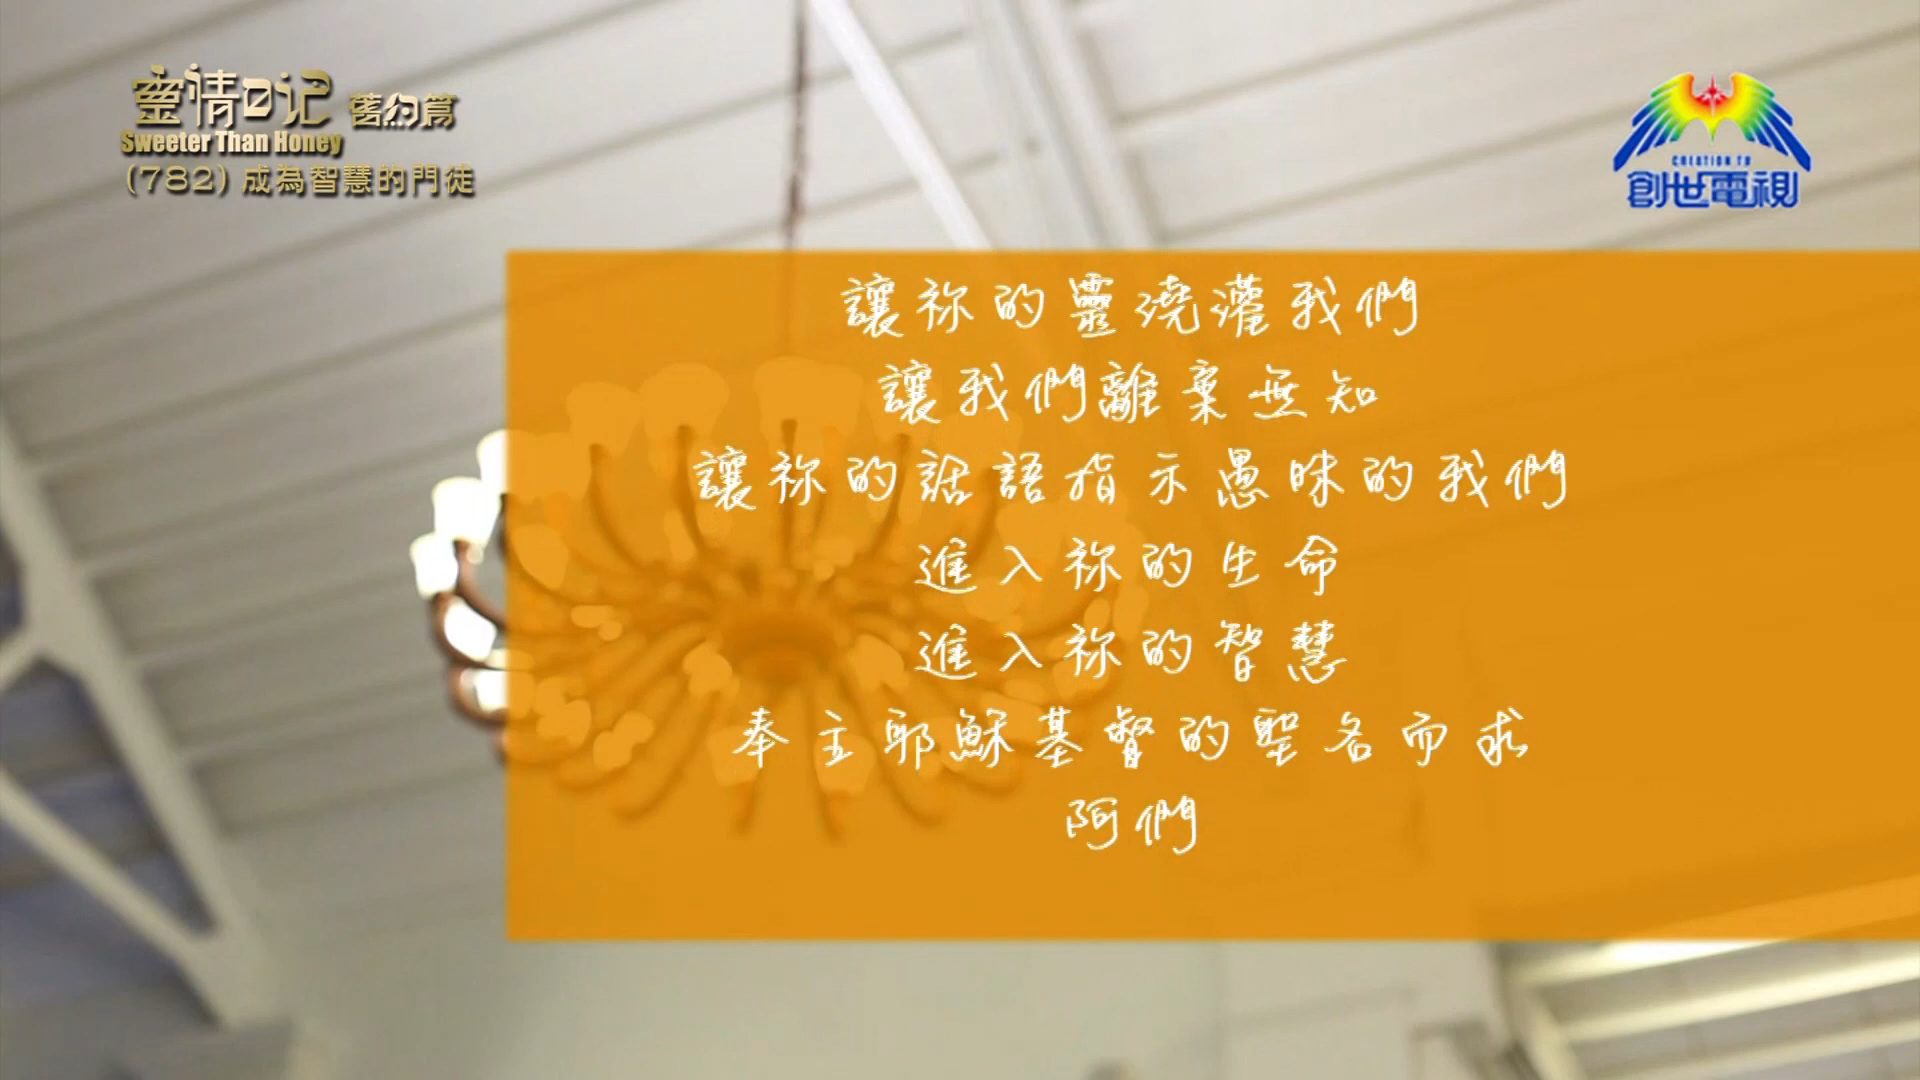 靈情日记 舊約篇
Sweeter Than Honey
(782) 成為智慧的門徒
CREATION TV
創世電視
讓祢的靈澆灌我們
讓我們離棄無知
讓祢的話語指示愚昧的我們
進入祢的生命
進入祢的智慧
奉主耶穌基督的聖名而求
阿們